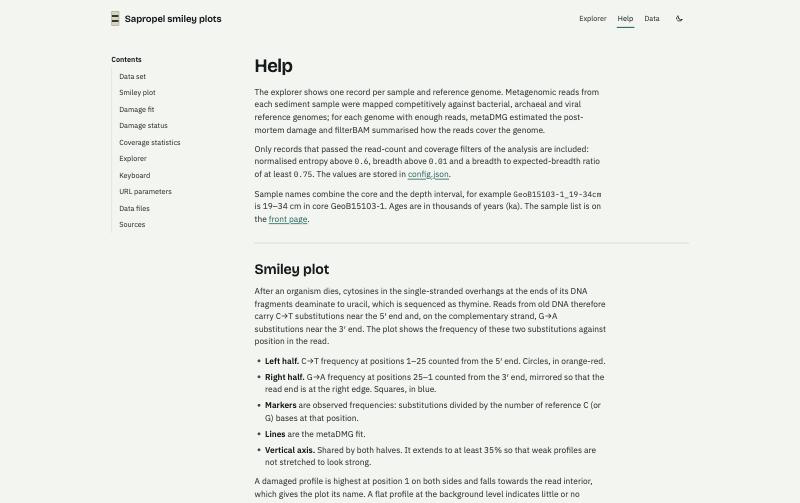 Sapropel smiley plots
Explorer
Help
Data
Contents
Data set
Smiley plot
Damage fit
Damage status
Coverage statistics
Explorer
Keyboard
URL parameters
Data files
Sources
Help
The explorer shows one record per sample and reference genome. Metagenomic reads from
each sediment sample were mapped competitively against bacterial, archaeal and viral
reference genomes; for each genome with enough reads, metaDMG estimated the post-
mortem damage and filterBAM summarised how the reads cover the genome.
Only records that passed the read-count and coverage filters of the analysis are included:
normalised entropy above 0.6, breadth above 0.01 and a breadth to expected-breadth ratio
of at least 0.75. The values are stored in config.json.
Sample names combine the core and the depth interval, for example GeoB15103-1_19-34cm
is 19–34 cm in core GeoB15103-1. Ages are in thousands of years (ka). The sample list is on
the front page.
Smiley plot
After an organism dies, cytosines in the single-stranded overhangs at the ends of its DNA
fragments deaminate to uracil, which is sequenced as thymine. Reads from old DNA therefore
carry C→T substitutions near the 5′ end and, on the complementary strand, G→A
substitutions near the 3′ end. The plot shows the frequency of these two substitutions against
position in the read.
• Left half. C→T frequency at positions 1–25 counted from the 5′ end. Circles, in orange-red.
• Right half. G→A frequency at positions 25–1 counted from the 3′ end, mirrored so that the
read end is at the right edge. Squares, in blue.
• Markers are observed frequencies: substitutions divided by the number of reference C (or
G) bases at that position.
• Lines are the metaDMG fit.
• Vertical axis. Shared by both halves. It extends to at least 35% so that weak profiles are
not stretched to look strong.
A damaged profile is highest at position 1 on both sides and falls towards the read interior,
which gives the plot its name. A flat profile at the background level indicates little or no